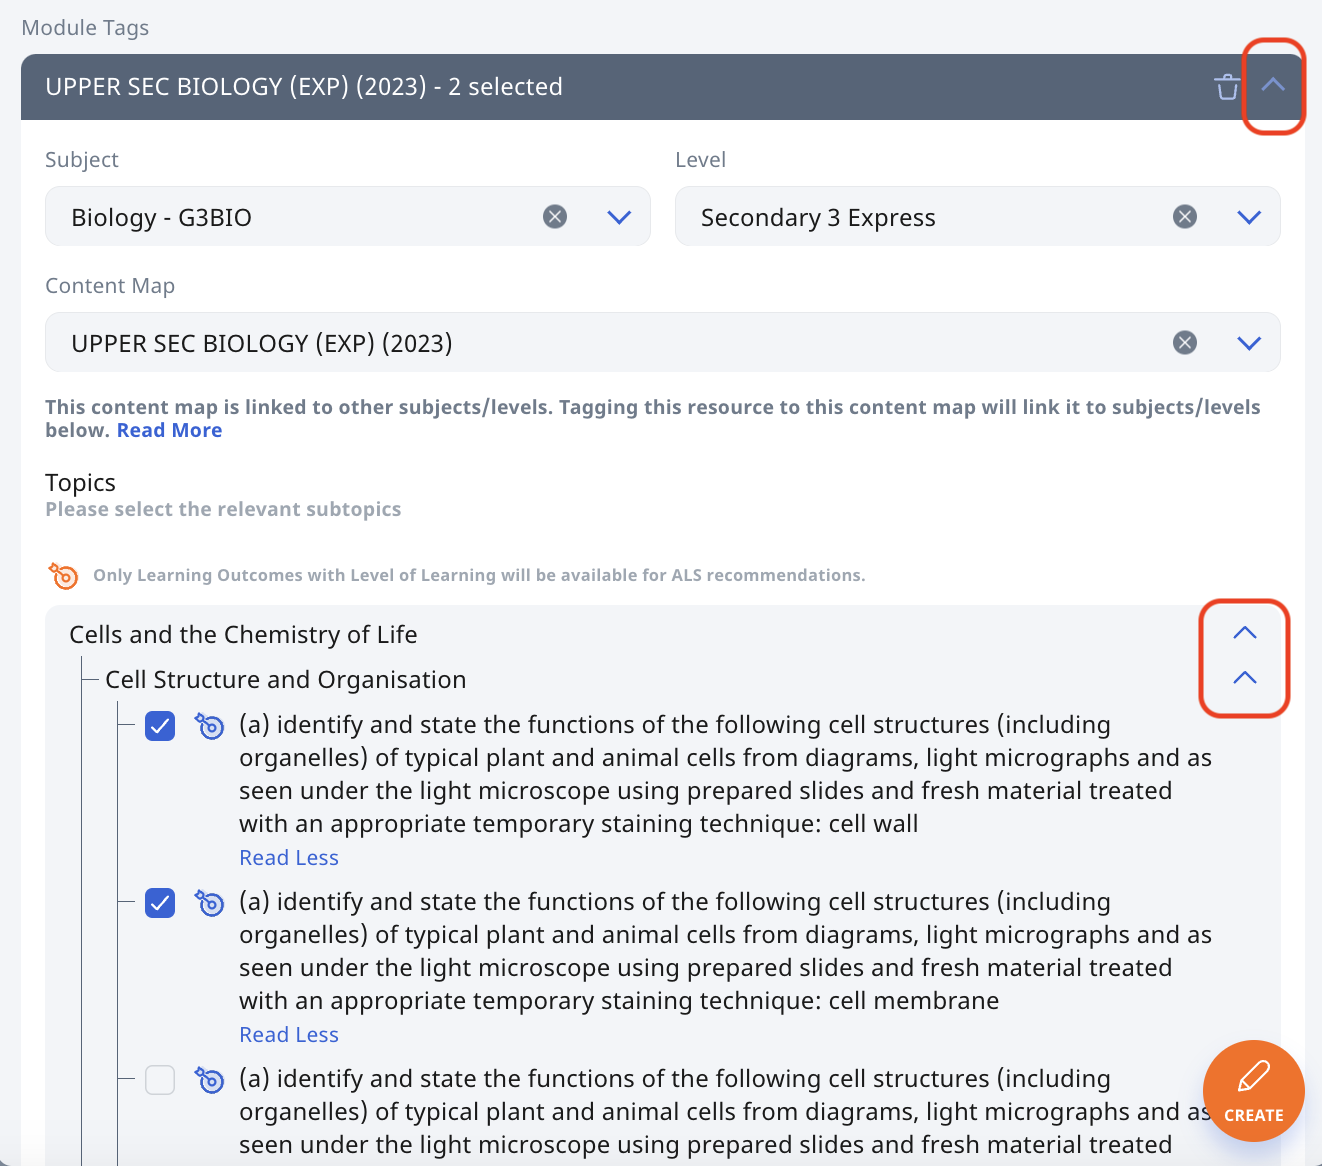 Module Tags
UPPER SEC BIOLOGY (EXP) (2023) - 2 selected
Subject
Level
Biology - G3BIO
Secondary 3 Express
Content Map
UPPER SEC BIOLOGY (EXP) (2023)
This content map is linked to other subjects/levels. Tagging this resource to this content map will link it to subjects/levels
below. Read More
Topics
Please select the relevant subtopics
Only Learning Outcomes with Level of Learning will be available for ALS recommendations.
Cells and the Chemistry of Life
Cell Structure and Organisation
(a) identify and state the functions of the following cell structures (including
organelles) of typical plant and animal cells from diagrams, light micrographs and as
seen under the light microscope using prepared slides and fresh material treated
with an appropriate temporary staining technique: cell wall
Read Less
(a) identify and state the functions of the following cell structures (including
organelles) of typical plant and animal cells from diagrams, light micrographs and as
seen under the light microscope using prepared slides and fresh material treated
with an appropriate temporary staining technique: cell membrane
Read Less
(a) identify and state the functions of the following cell structures (including
organelles) of typical plant and animal cells from diagrams, light micrographs and as
seen under the light microscope using prepared slides and fresh material treated
CREATE